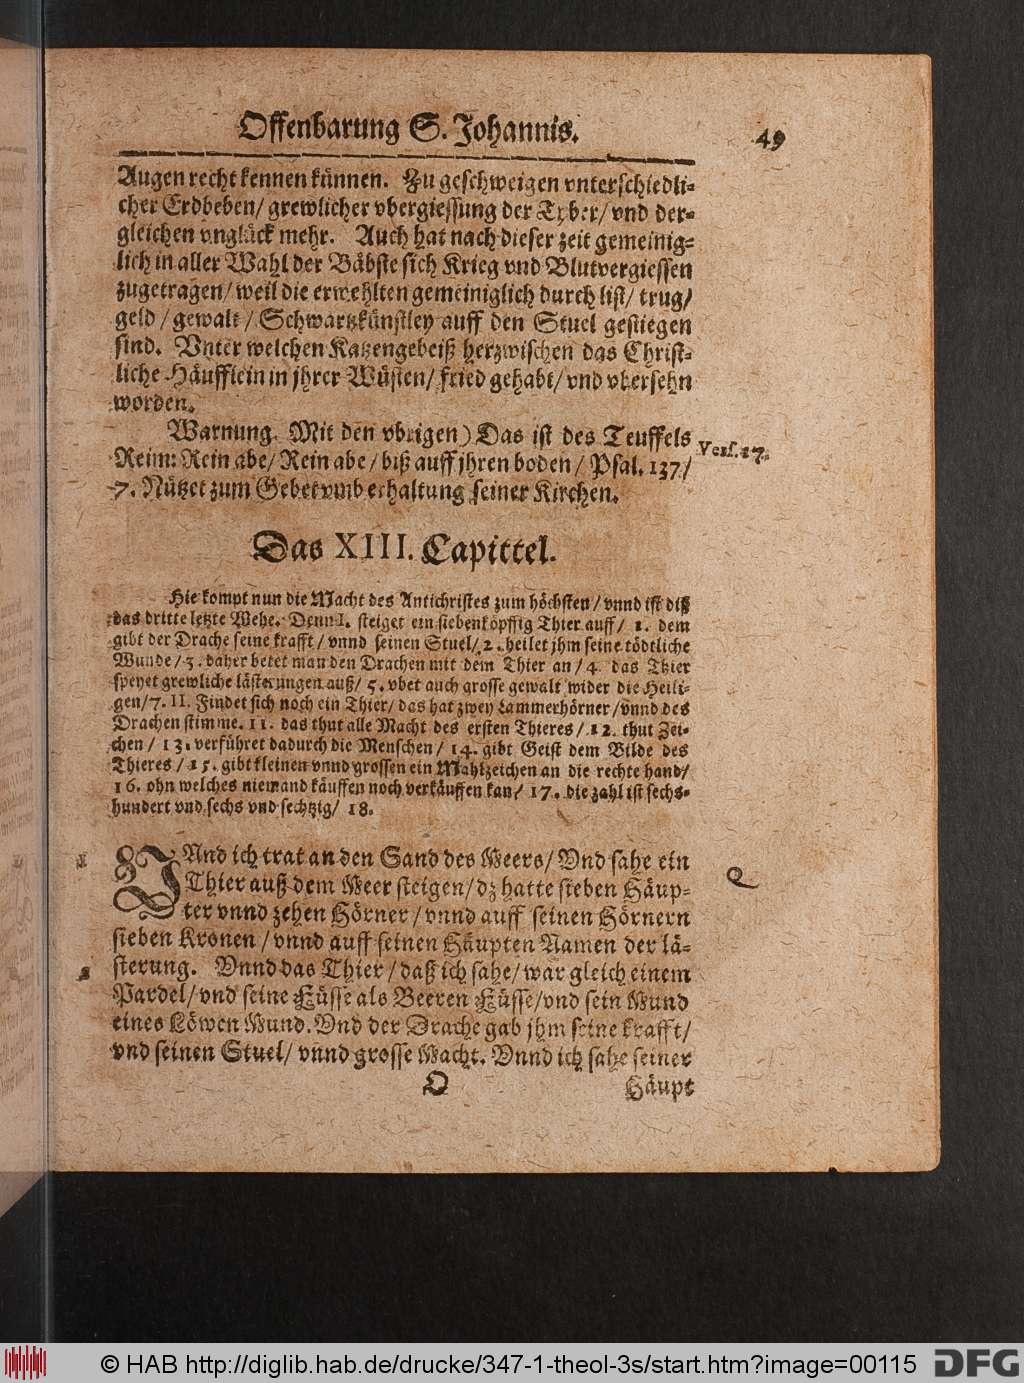 Offenbarung S. Johannis.
49
Augen recht kennen künnen. Zu geschweigen vnterschiedli-
cher Erdbeben/ grewlicher vbergiessung der Tyber/ vnd der-
gleichen vnglück mehr. Auch hat nach dieser zeit gemeinig-
lich in aller Wahl der Bäbste sich Krieg vnd Blutvergiessen
zugetragen/ weil die erwehlten gemeiniglich durch list/ trug/
geld/ gewalt/ Schwartzkünstley auff den Stuel gestiegen
sind. Vnter welchen Katzengebeiß herzwischen das Christ-
liche Häufflein in jhrer Wüsten/ fried gehabt/ vnd vbersehn
worden.
Warnung. Mit den vbrigen) Das ist des Teuffels
Vers. 17.
Reim: Rein abe/ Rein abe/ biß auff jhren boden/ Psal. 137/
7. Nützet zum Gebet vmb erhaltung seiner Kirchen.
Das XIII. Capittel.
Hie kompt nun die Macht des Antichristes zum höchsten/ vnnd ist diß
das dritte letzte Wehe. Denn I. steiget ein siebenköpffig Thier auff/ 1. dem
gibt der Drache seine krafft/ vnnd seinen Stuel/ 2. heilet jhm seine tödtliche
Wunde/ 3. daher betet man den Drachen mit dem Thier an/ 4. das Thier
speyet grewliche lästerungen auß/ 5. vbet auch grosse gewalt wider die Heili-
gen/ 7. II. Findet sich noch ein Thier/ das hat zwey Lammerhörner/ vnnd des
Drachen stimme. 11. das thut alle Macht des ersten Thieres/ 12. thut Zei-
chen/ 13. verführet dadurch die Menschen/ 14. gibt Geist dem Bilde des
Thieres/ 15. gibt kleinen vnnd grossen ein Mahlzeichen an die rechte hand/
16. ohn welches niemand käuffen noch verkäuffen kan/ 17. die zahl ist sechs-
hundert vnd sechs vnd sechtzig/ 18.
1
VNd ich trat an den Sand des Meers/ Vnd sahe ein
Thier auß dem Meer steigen/ dz hatte sieben Häup-
ter vnnd zehen Hörner/ vnnd auff seinen Hörnern
sieben Kronen/ vnnd auff seinen Häupten Namen der lä-
2
sterung. Vnnd das Thier/ daß ich sahe/ war gleich einem
Pardel/ vnd seine Füsse als Beeren Füsse/ vnd sein Mund
eines Löwen Mund. Vnd der Drache gab jhm seine krafft/
vnd seinen Stuel/ vnnd grosse Macht. Vnnd ich sahe seiner
O
Häupt
© HAB http://diglib.hab.de/drucke/347-1-theol-3s/start.htm?image=00115
DFG